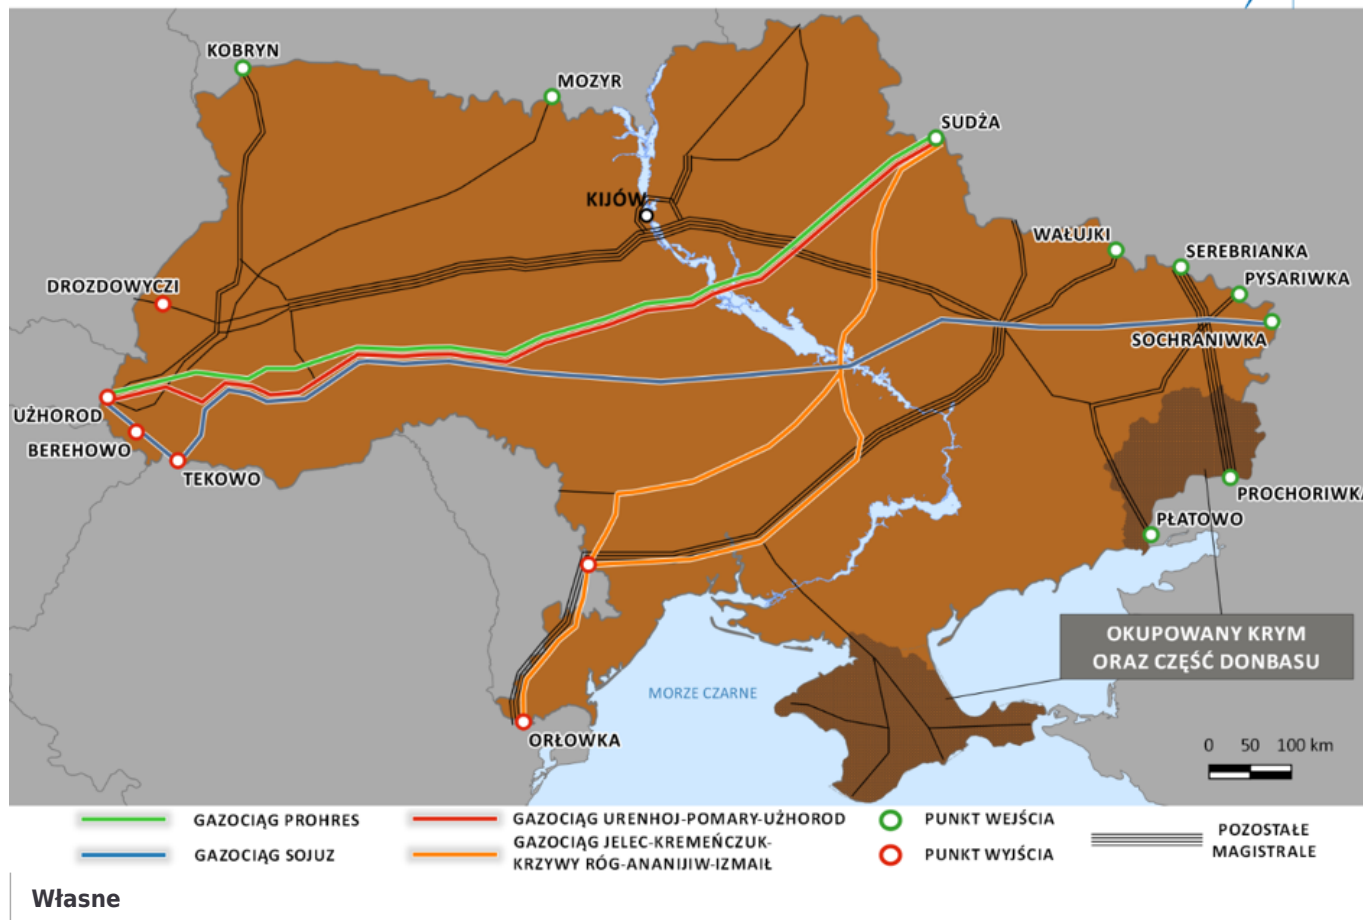 KOBRYN
MOZYR
SUDŻA
KIJÓW
WAŁUJKI
SEREBRIANKA
PYSARIWKA
DROZDOWYCZI
SOCHRANIWKA
UŻHOROD
BEREHOWO
TEKOWO
PROCHORIWKA
PŁATOWO
OKUPOWANY KRYM
ORAZ CZĘŚĆ DONBASU
MORZE CZARNE
ORŁOWKA
0 50 100 km
GAZOCIĄG PROHRES
GAZOCIĄG URENHOJ-POMARY-UŻHOROD
PUNKT WEJŚCIA
POZOSTAŁE
MAGISTRALE
GAZOCIĄG SOJUZ
GAZOCIĄG JELEC-KREMEŃCZUK-
KRZYWY RÓG-ANANIJIW-IZMAIŁ
PUNKT WYJŚCIA
Własne